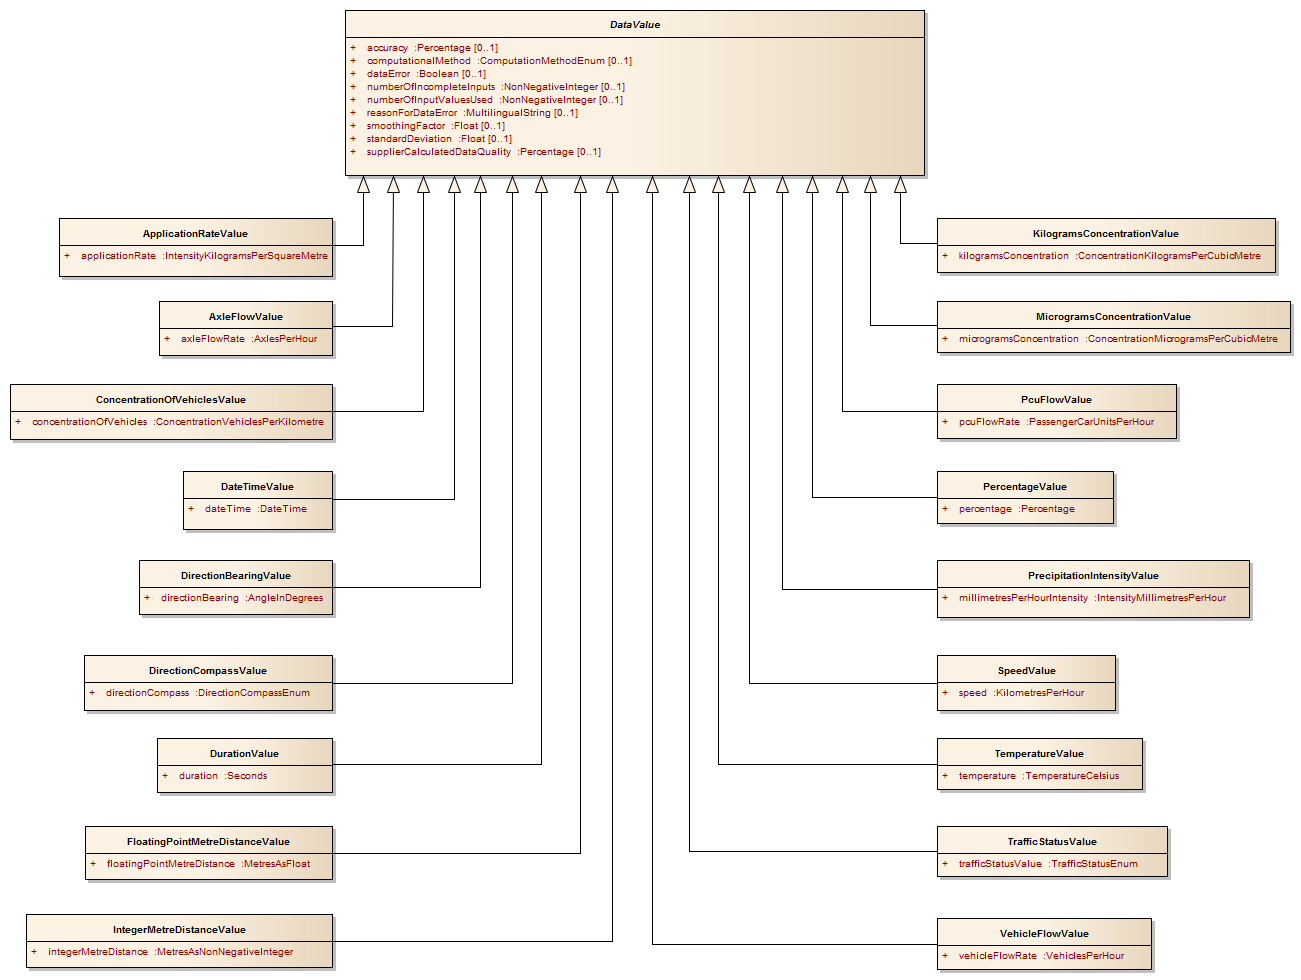 DataValue
+ accuracy :Percentage [0..1]
+ computationalMethod :ComputationMethodEnum [0..1]
+ dataError :Boolean [0..1]
+ numberOfIncompleteInputs :NonNegativeInteger [0..1]
+ numberOfInputValuesUsed :NonNegativeInteger [0..1]
+ reasonForDataError :MultilingualString [0..1]
+ smoothingFactor :Float [0..1]
+ standardDeviation :Float [0..1]
+ supplierCalculatedDataQuality :Percentage [0..1]
ApplicationRateValue
+ applicationRate :IntensityKilogramsPerSquareMetre
AxleFlowValue
+ axleFlowRate :AxlesPerHour
ConcentrationOfVehiclesValue
+ concentrationOfVehicles :ConcentrationVehiclesPerKilometre
DateTimeValue
+ dateTime :DateTime
DirectionBearingValue
+ directionBearing :AngleInDegrees
DirectionCompassValue
+ directionCompass :DirectionCompassEnum
DurationValue
+ duration :Seconds
FloatingPointMetreDistanceValue
+ floatingPointMetreDistance :MetresAsFloat
IntegerMetreDistanceValue
+ integerMetreDistance :MetresAsNonNegativeInteger
KilogramsConcentrationValue
+ kilogramsConcentration :ConcentrationKilogramsPerCubicMetre
MicrogramsConcentrationValue
+ microgramsConcentration :ConcentrationMicrogramsPerCubicMetre
PcuFlowValue
+ pcuFlowRate :PassengerCarUnitsPerHour
PercentageValue
+ percentage :Percentage
PrecipitationIntensityValue
+ millimetresPerHourIntensity :IntensityMillimetresPerHour
SpeedValue
+ speed :KilometresPerHour
TemperatureValue
+ temperature :TemperatureCelsius
TrafficStatusValue
+ trafficStatusValue :TrafficStatusEnum
VehicleFlowValue
+ vehicleFlowRate :VehiclesPerHour